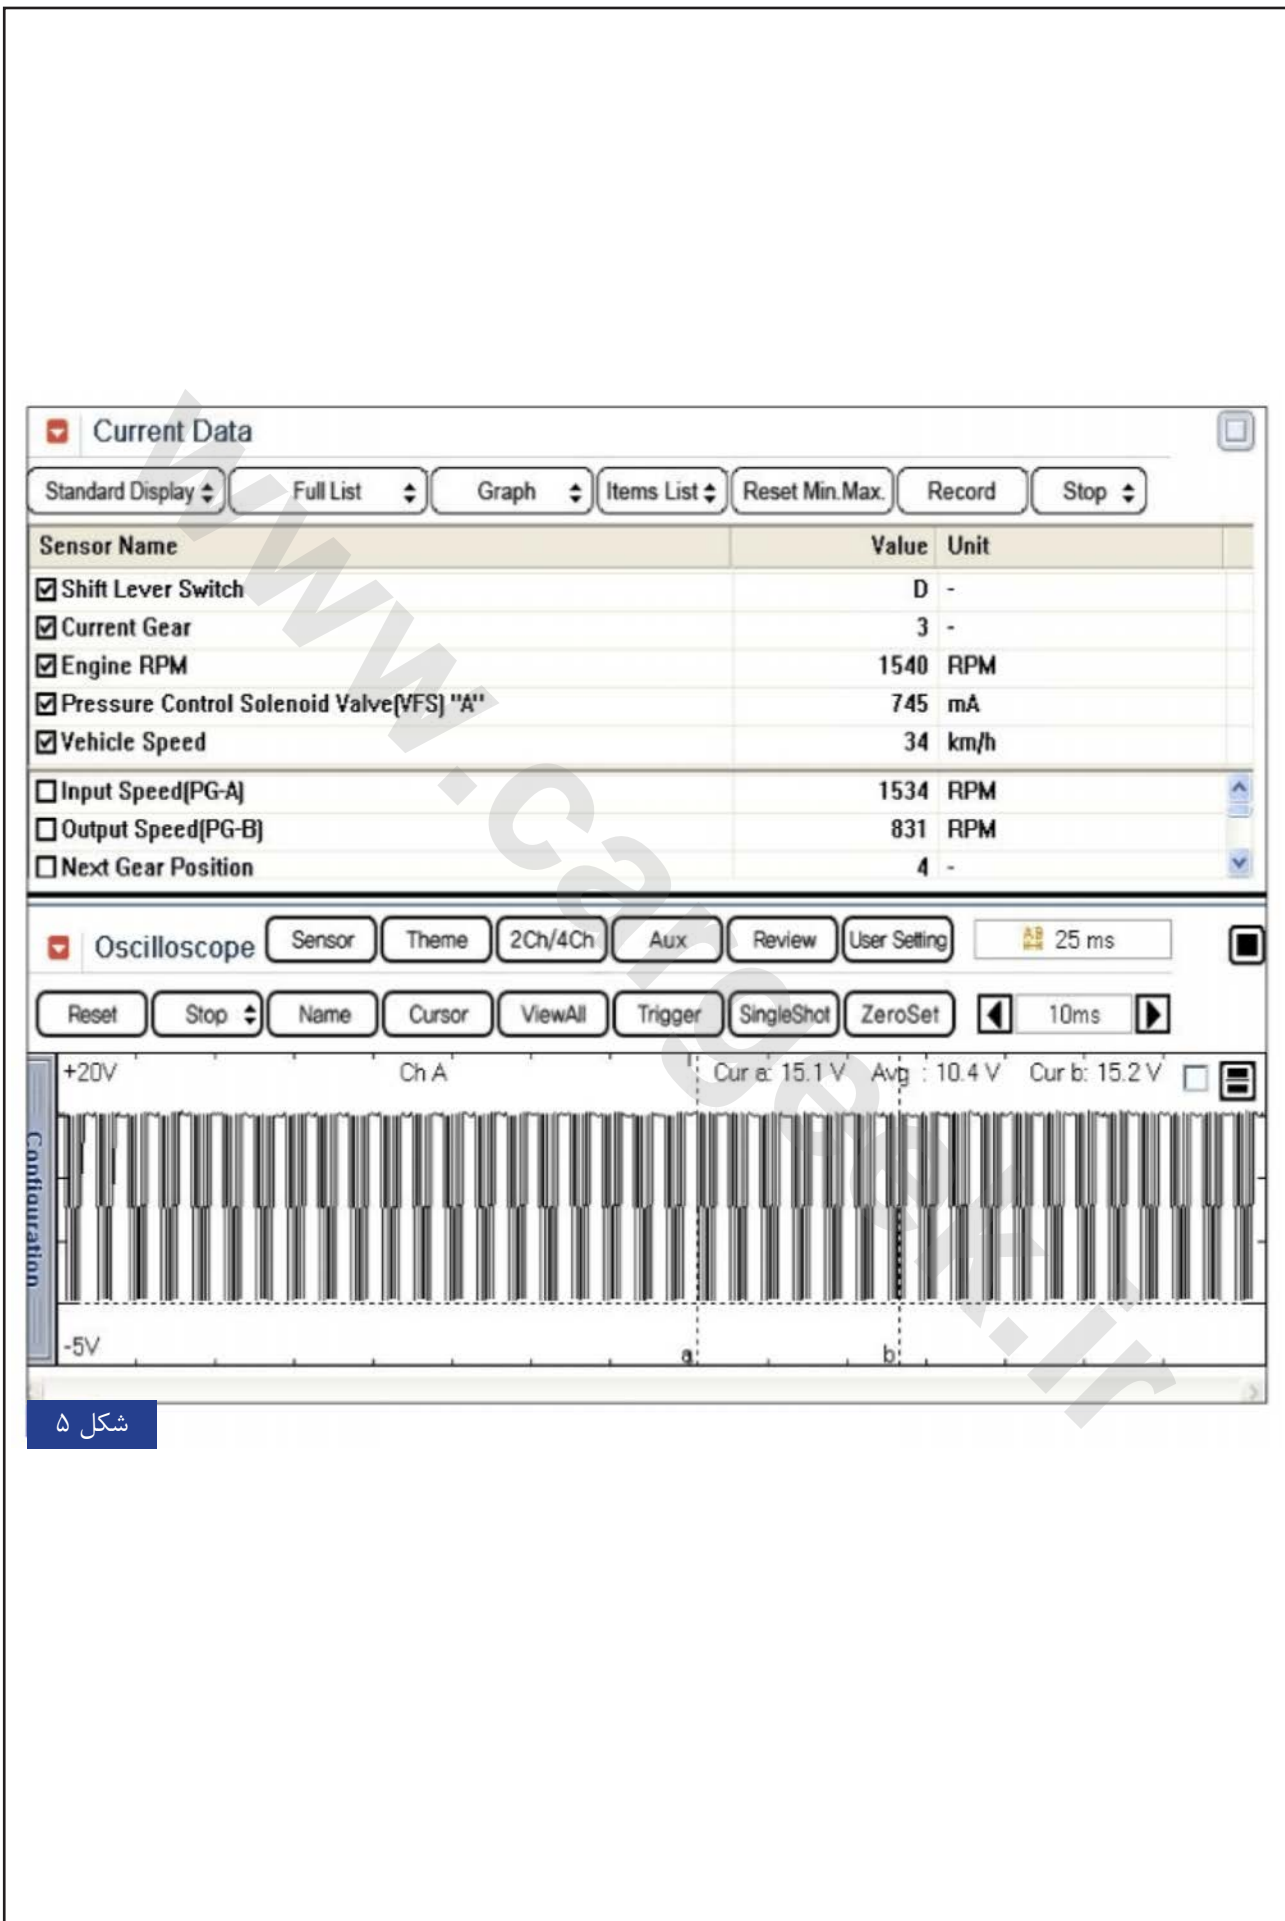 Current Data
Standard Display Full List Graph Items List Reset Min.Max. Record Stop
Sensor Name Value Unit
Shift Lever Switch D -
Current Gear 3 -
Engine RPM 1540 RPM
Pressure Control Solenoid Valve(VFS) "A" 745 mA
Vehicle Speed 34 km/h
Input Speed(PG-A) 1534 RPM
Output Speed(PG-B) 831 RPM
Next Gear Position 4 -
Oscilloscope Sensor Theme 2Ch/4Ch Aux Review User Setting AB 25 ms
Reset Stop Name Cursor ViewAll Trigger SingleShot ZeroSet 10ms
+20V Ch A Cur a: 15.1 V Avg : 10.4 V Cur b: 15.2 V
Configuration
-5V a b
شکل ۵
www.cargeek.ir